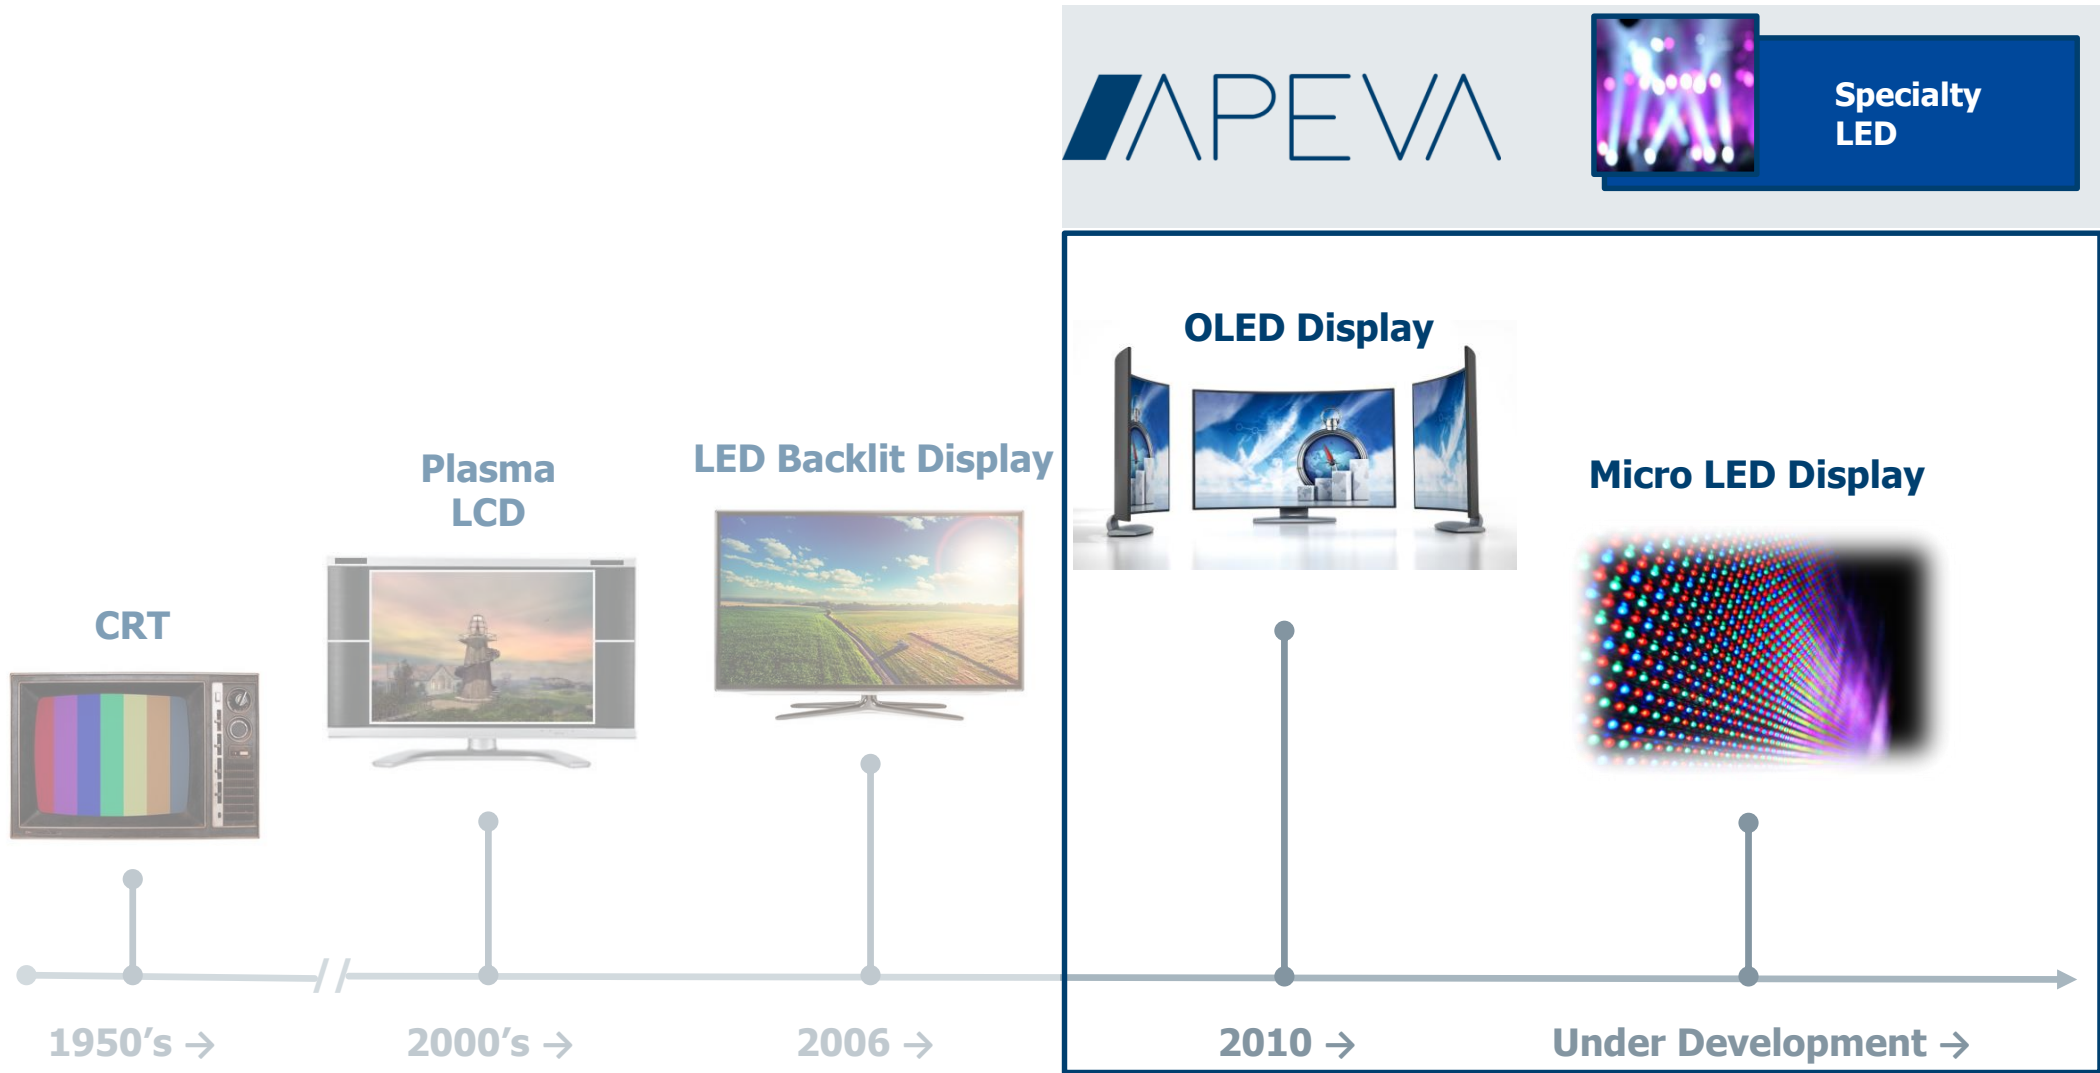 APEVA
Specialty
LED
OLED Display
Micro LED Display
LED Backlit Display
Plasma
LCD
CRT
1950’s →
2000’s →
2006 →
2010 →
Under Development →